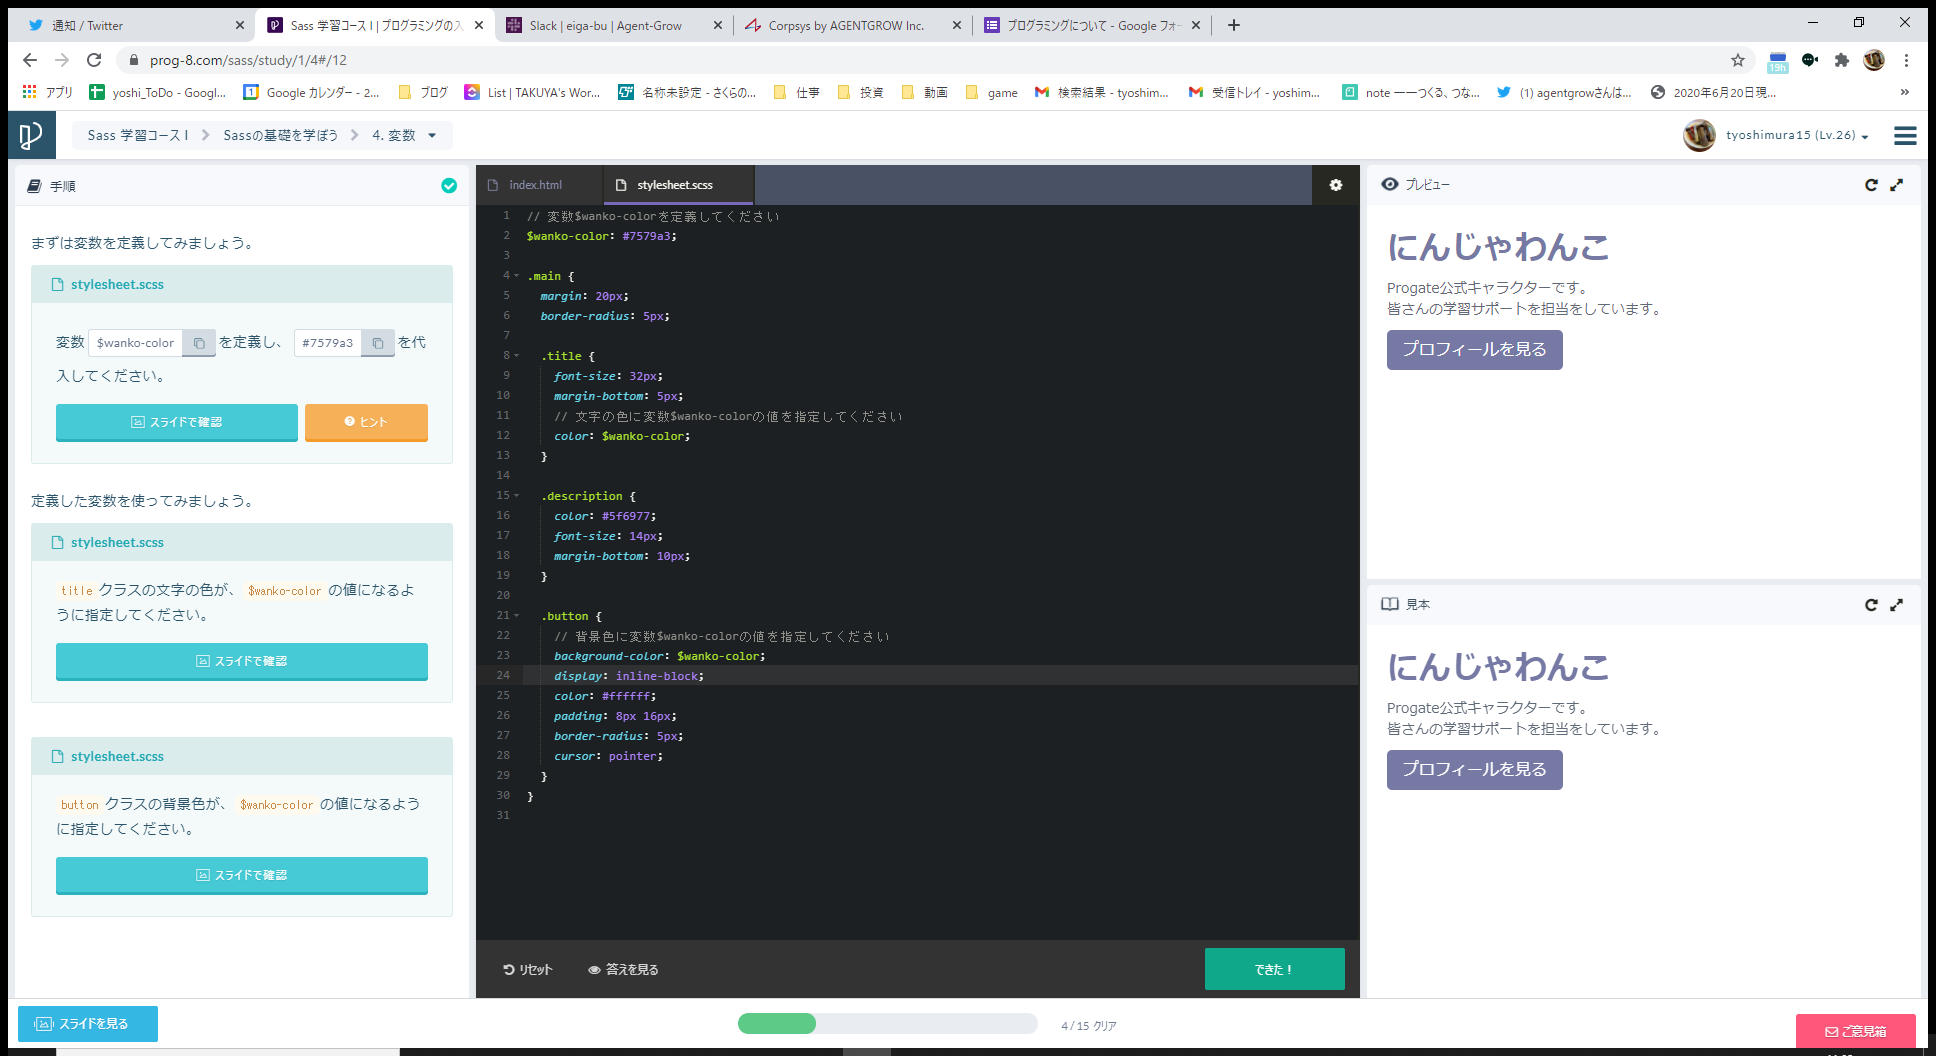 通知 / Twitter
Sass 学習コース I | プログラミングの入
Slack | eiga-bu | Agent-Grow
Corpsys by AGENTGROW Inc.
プログラミングについて - Google フォー
prog-8.com/sass/study/1/4#/12
19h
アプリ
yoshi_ToDo - Googl...
Google カレンダー - 2...
ブログ
List | TAKUYA's Wor...
名称未設定 - さくらの...
仕事
投資
動画
game
検索結果 - tyoshim...
受信トレイ - yoshim...
note ーーつくる、つな...
(1) agentgrowさんは...
2020年6月20日現...
»
Sass 学習コース I
Sassの基礎を学ぼう
4. 変数
tyoshimura15 (Lv.26)
手順
まずは変数を定義してみましょう。
stylesheet.scss
変数 $wanko-color を定義し、 #7579a3 を代
入してください。
スライドで確認
ヒント
定義した変数を使ってみましょう。
stylesheet.scss
title クラスの文字の色が、 $wanko-color の値になるよ
うに指定してください。
スライドで確認
stylesheet.scss
button クラスの背景色が、 $wanko-color の値になるよう
に指定してください。
スライドで確認
index.html
stylesheet.scss
1 // 変数$wanko-colorを定義してください
2 $wanko-color: #7579a3;
3
4 .main {
5 margin: 20px;
6 border-radius: 5px;
7
8 .title {
9 font-size: 32px;
10 margin-bottom: 5px;
11 // 文字の色に変数$wanko-colorの値を指定してください
12 color: $wanko-color;
13 }
14
15 .description {
16 color: #5f6977;
17 font-size: 14px;
18 margin-bottom: 10px;
19 }
20
21 .button {
22 // 背景色に変数$wanko-colorの値を指定してください
23 background-color: $wanko-color;
24 display: inline-block;
25 color: #ffffff;
26 padding: 8px 16px;
27 border-radius: 5px;
28 cursor: pointer;
29 }
30 }
31
リセット
答えを見る
できた！
プレビュー
にんじゃわんこ
Progate公式キャラクターです。
皆さんの学習サポートを担当をしています。
プロフィールを見る
見本
にんじゃわんこ
Progate公式キャラクターです。
皆さんの学習サポートを担当をしています。
プロフィールを見る
スライドを見る
4 / 15 クリア
ご意見箱